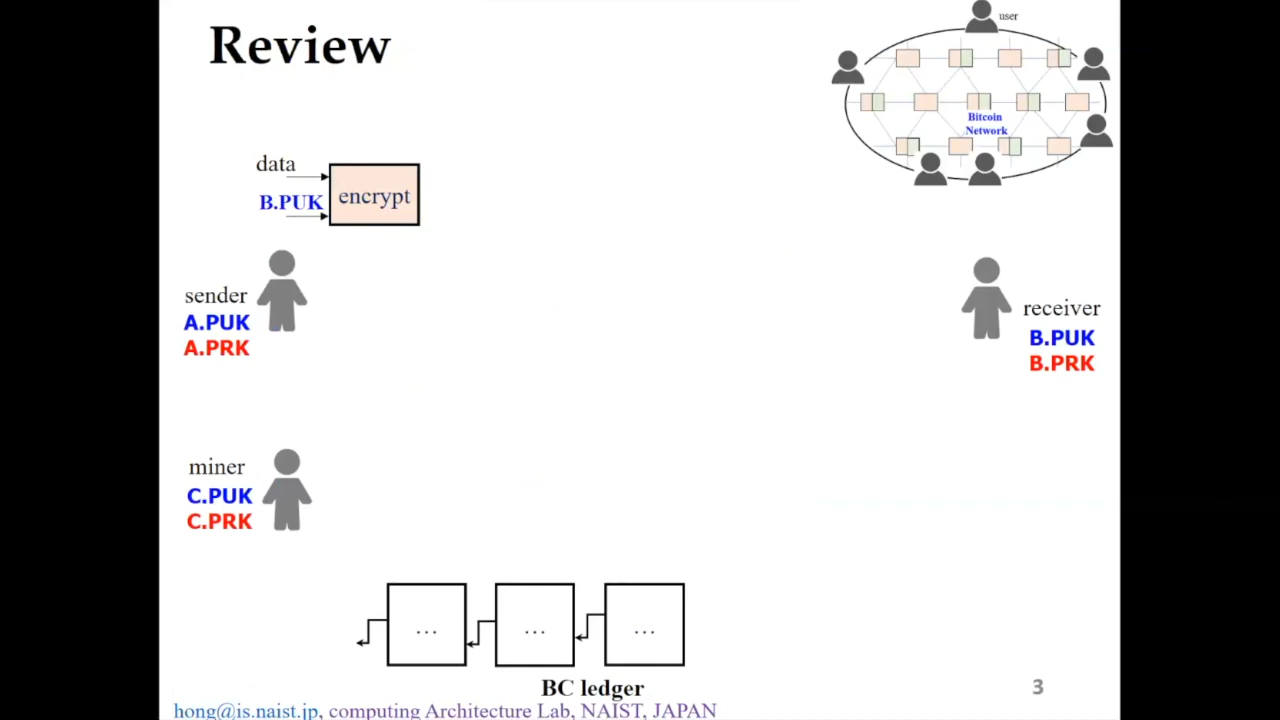 Review
user
Bitcoin
Network
data
B.PUK
encrypt
sender
A.PUK
A.PRK
receiver
B.PUK
B.PRK
miner
C.PUK
C.PRK
...
...
...
BC ledger
3
hong@is.naist.jp, computing Architecture Lab, NAIST, JAPAN